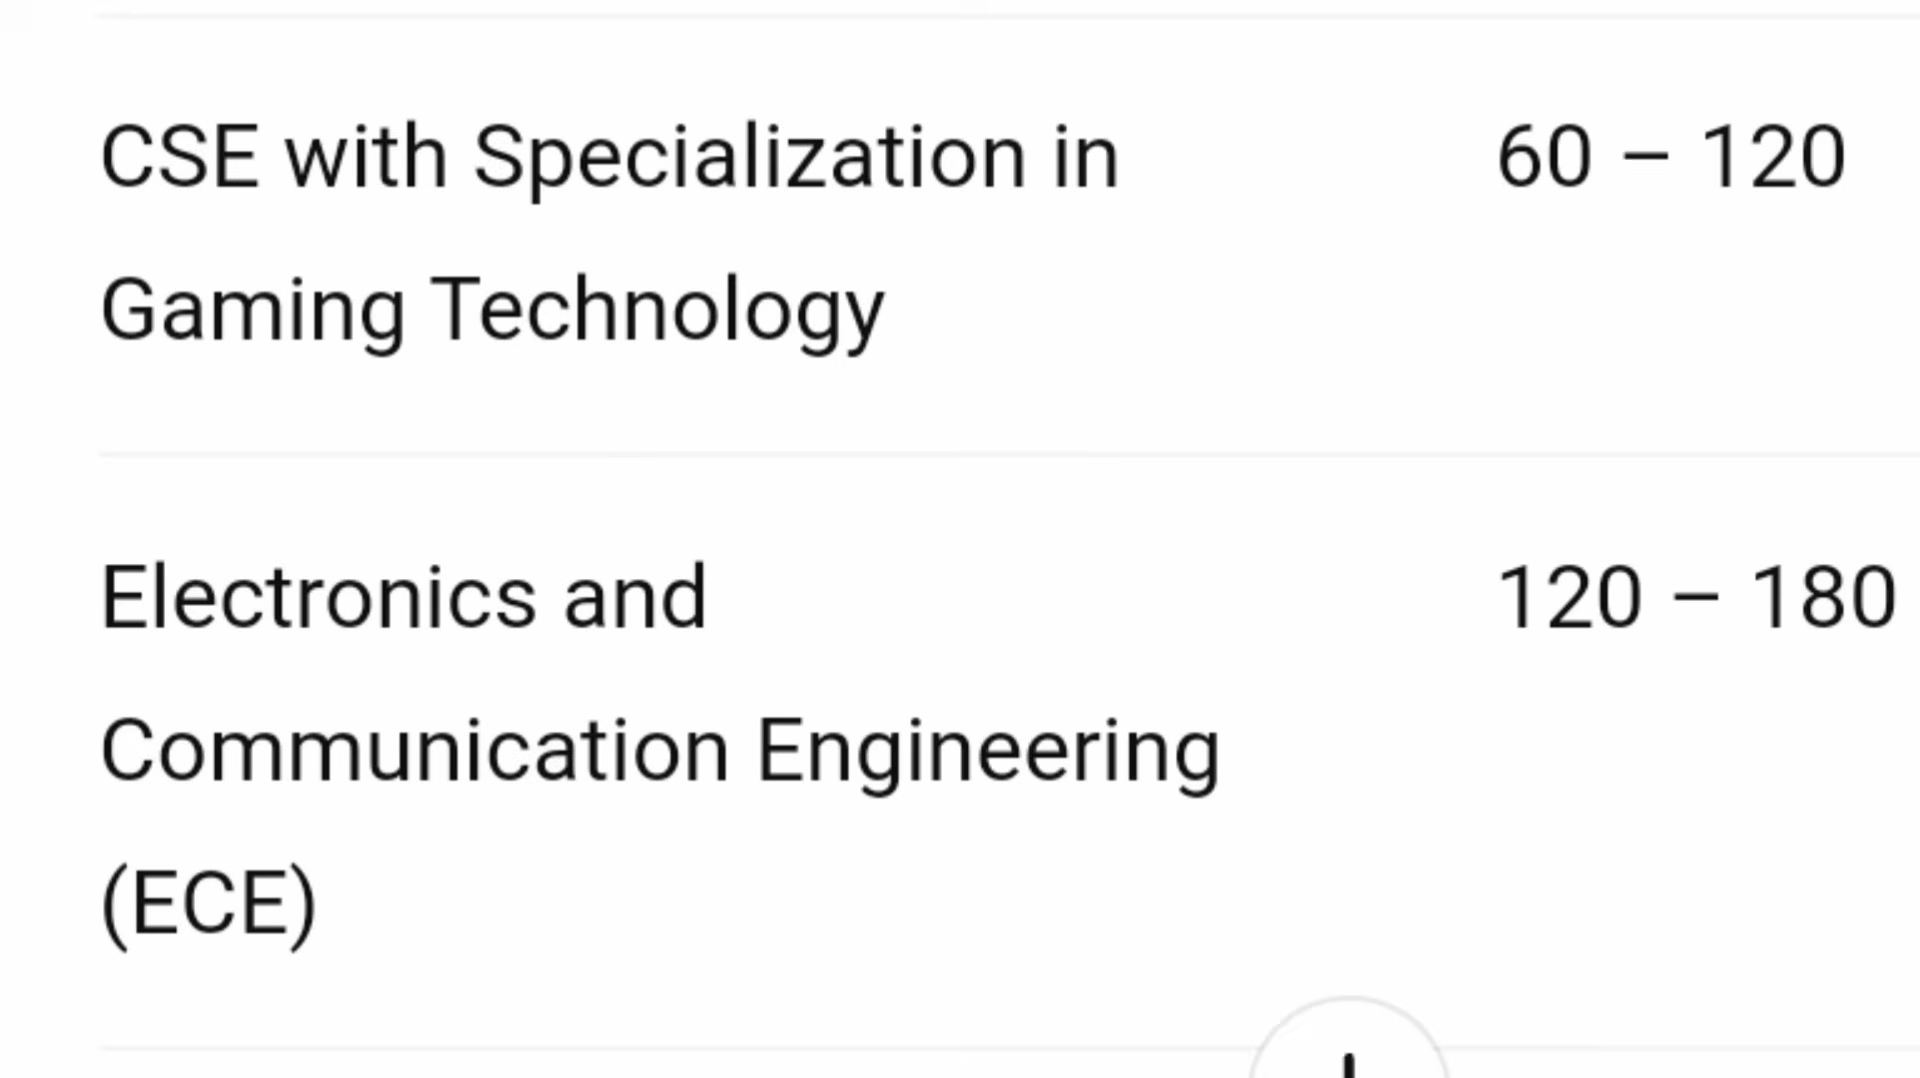 CSE with Specialization in 60 – 120
Gaming Technology
Electronics and 120 – 180
Communication Engineering
(ECE)